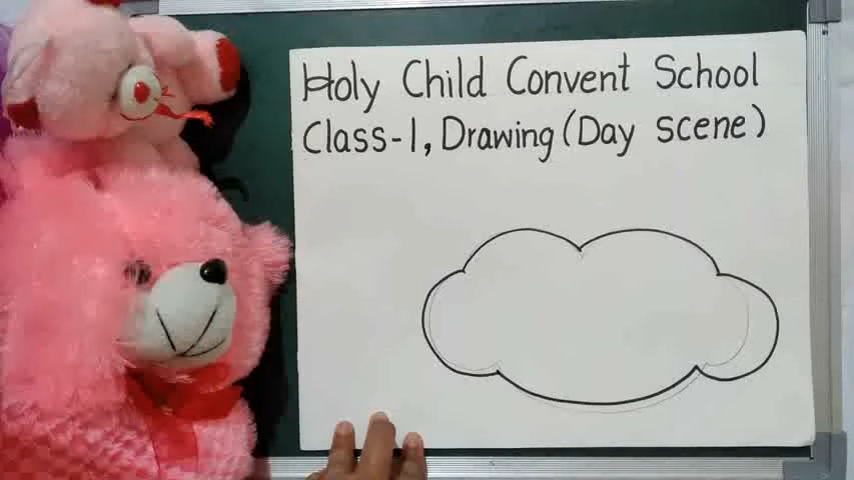 Holy Child Convent School
Class-1, Drawing (Day scene)